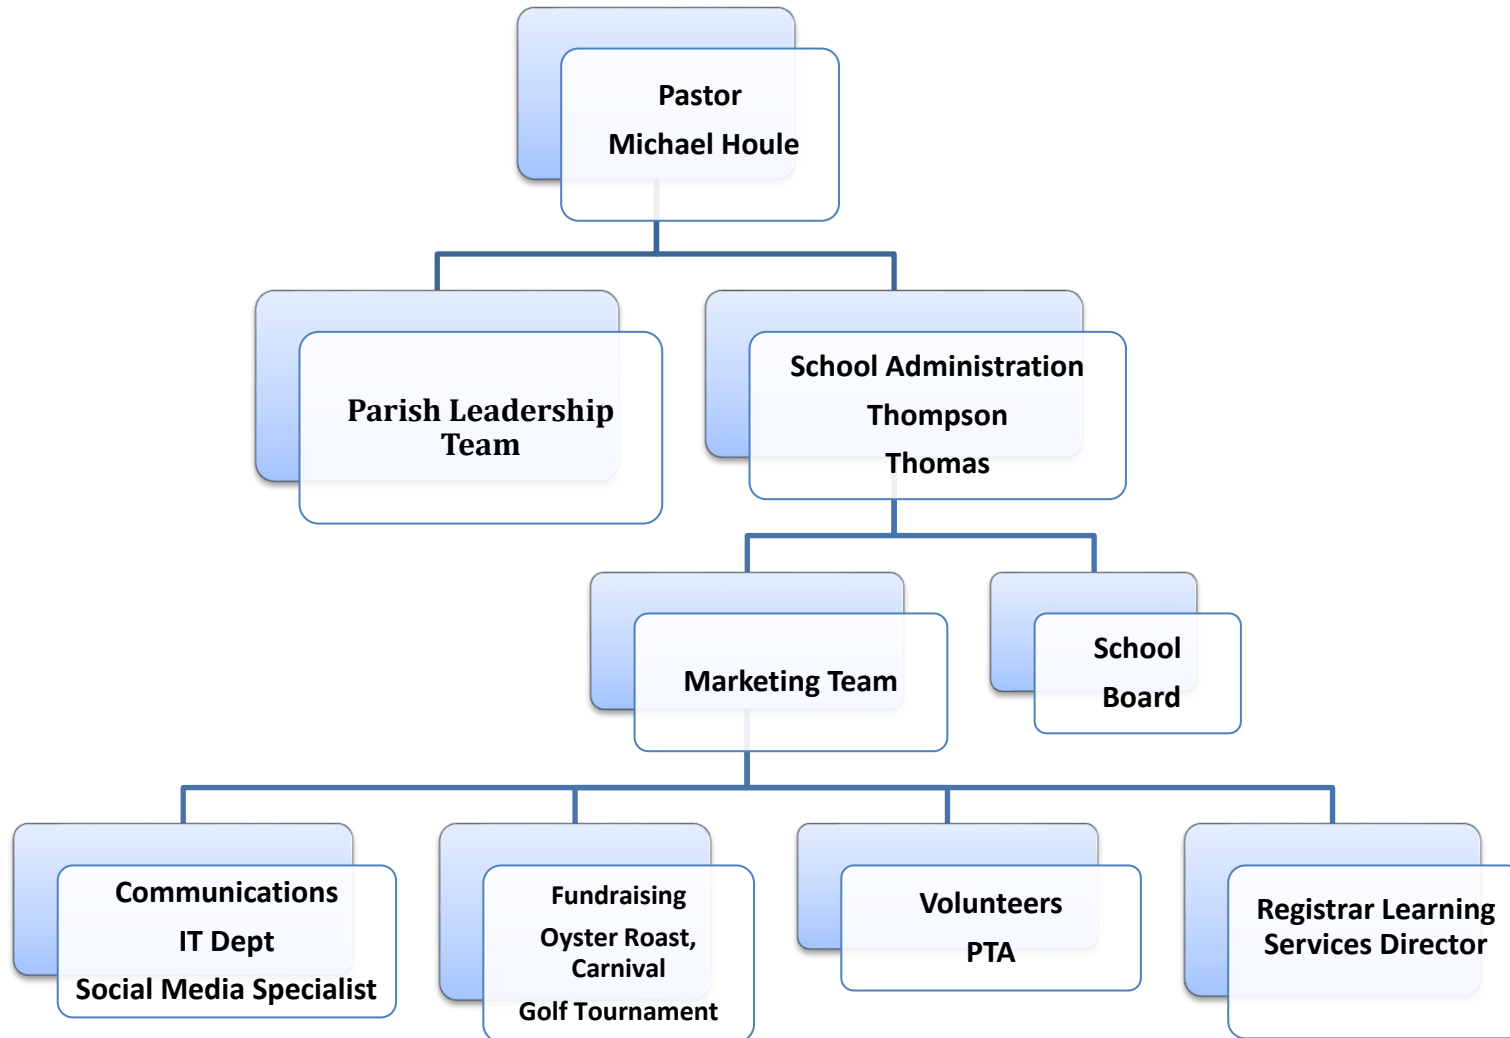 Pastor
Michael Houle
Parish Leadership
Team
School Administration
Thompson
Thomas
Marketing Team
School
Board
Communications
IT Dept
Social Media Specialist
Fundraising
Oyster Roast,
Carnival
Golf Tournament
Volunteers
PTA
Registrar Learning
Services Director